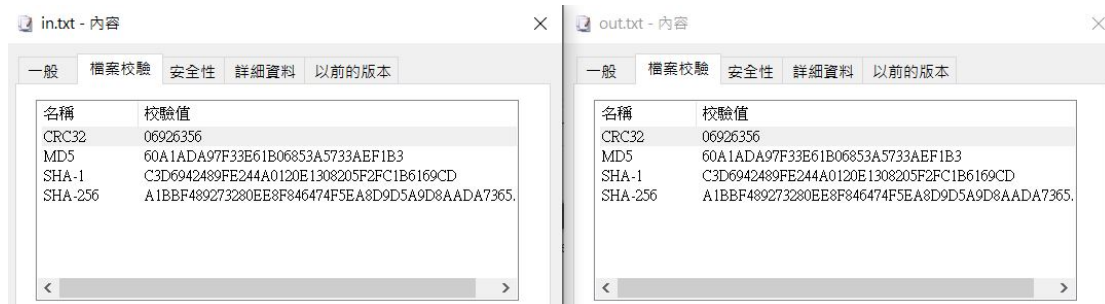 in.txt - 內容
一般 檔案校驗 安全性 詳細資料 以前的版本
名稱 校驗值
CRC32 06926356
MD5 60A1ADA97F33E61B06853A5733AEF1B3
SHA-1 C3D6942489FE244A0120E1308205F2FC1B6169CD
SHA-256 A1BBF489273280EE8F846474F5EA8D9D5A9D8AADA7365.
out.txt - 內容
一般 檔案校驗 安全性 詳細資料 以前的版本
名稱 校驗值
CRC32 06926356
MD5 60A1ADA97F33E61B06853A5733AEF1B3
SHA-1 C3D6942489FE244A0120E1308205F2FC1B6169CD
SHA-256 A1BBF489273280EE8F846474F5EA8D9D5A9D8AADA7365.